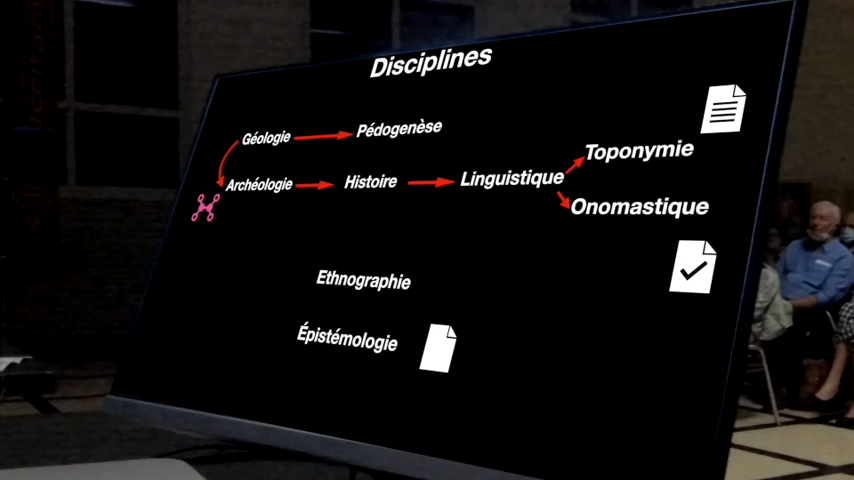 Disciplines
Géologie
Pédogenèse
Archéologie
Histoire
Linguistique
Toponymie
Onomastique
Ethnographie
Épistémologie